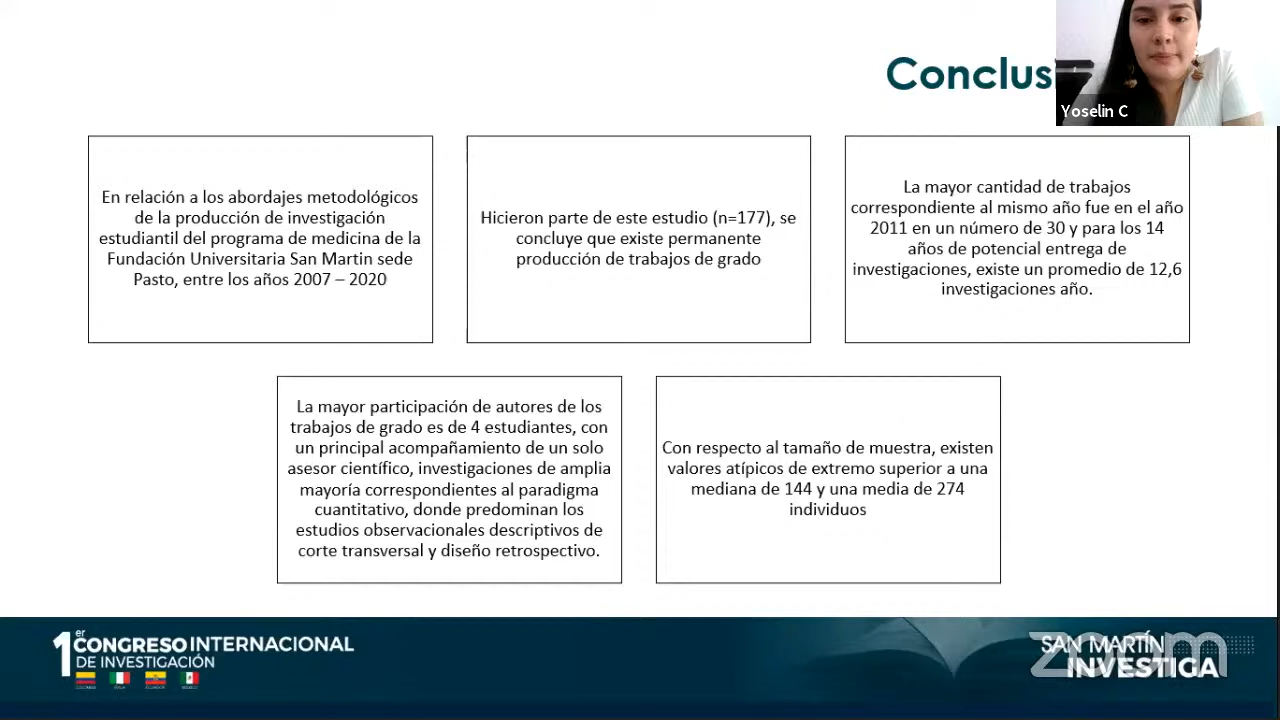 Conclus
Yoselin C
En relación a los abordajes metodológicos
de la producción de investigación
estudiantil del programa de medicina de la
Fundación Universitaria San Martin sede
Pasto, entre los años 2007 – 2020
Hicieron parte de este estudio (n=177), se
concluye que existe permanente
producción de trabajos de grado
La mayor cantidad de trabajos
correspondiente al mismo año fue en el año
2011 en un número de 30 y para los 14
años de potencial entrega de
investigaciones, existe un promedio de 12,6
investigaciones año.
La mayor participación de autores de los
trabajos de grado es de 4 estudiantes, con
un principal acompañamiento de un solo
asesor científico, investigaciones de amplia
mayoría correspondientes al paradigma
cuantitativo, donde predominan los
estudios observacionales descriptivos de
corte transversal y diseño retrospectivo.
Con respecto al tamaño de muestra, existen
valores atípicos de extremo superior a una
mediana de 144 y una media de 274
individuos
1er CONGRESO INTERNACIONAL
DE INVESTIGACIÓN
SAN MARTÍN
INVESTIGA
zoom